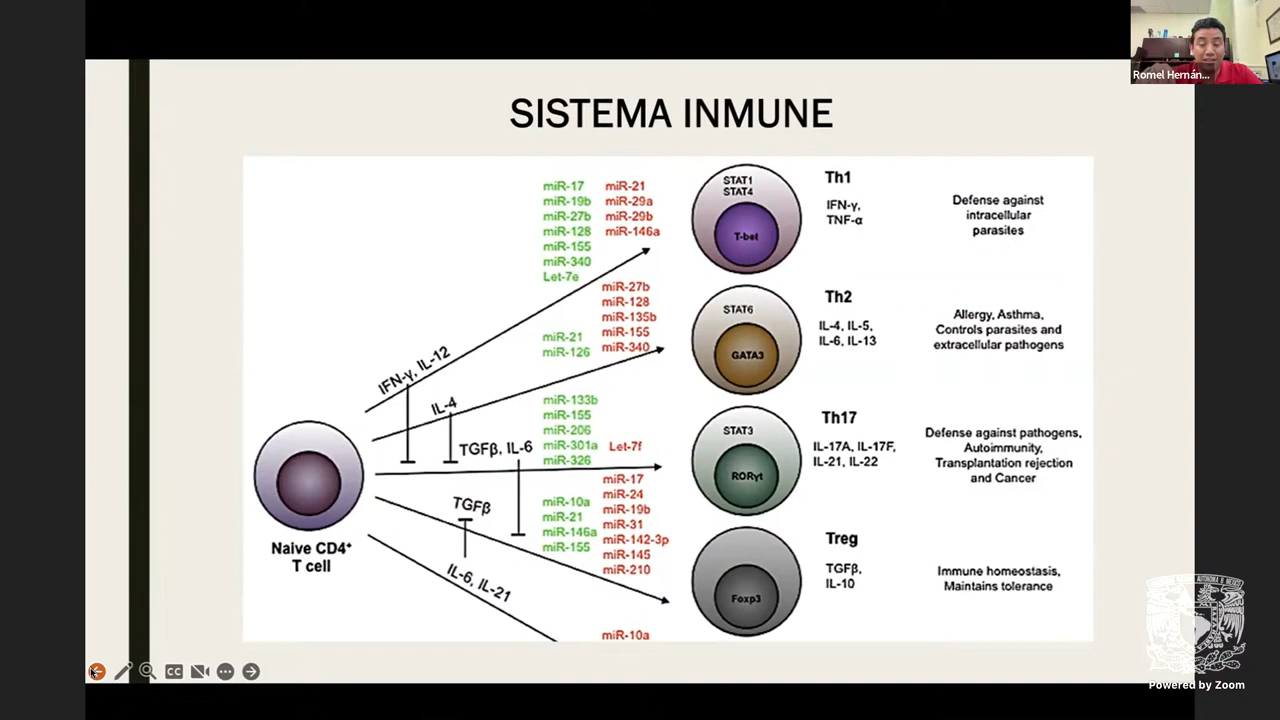 Romel Hernán...
SISTEMA INMUNE
miR-17
miR-19b
miR-27b
miR-128
miR-155
miR-340
Let-7e
miR-21
miR-29a
miR-29b
miR-146a
STAT1
STAT4
T-bet
Th1
IFN-γ,
TNF-α
Defense against
intracellular
parasites
IFN-γ, IL-12
miR-21
miR-126
miR-27b
miR-128
miR-135b
miR-155
miR-340
STAT6
GATA3
Th2
IL-4, IL-5,
IL-6, IL-13
Allergy, Asthma,
Controls parasites and
extracellular pathogens
IL-4
miR-133b
miR-155
miR-206
miR-301a
miR-326
Let-7f
STAT3
RORγt
Th17
IL-17A, IL-17F,
IL-21, IL-22
Defense against pathogens,
Autoimmunity,
Transplantation rejection
and Cancer
TGFβ, IL-6
TGFβ
miR-10a
miR-21
miR-146a
miR-155
miR-17
miR-24
miR-19b
miR-31
miR-142-3p
miR-145
miR-210
Foxp3
Treg
TGFβ,
IL-10
Immune homeostasis,
Maintains tolerance
Naive CD4⁺
T cell
IL-6, IL-21
miR-10a
CC
Powered by Zoom